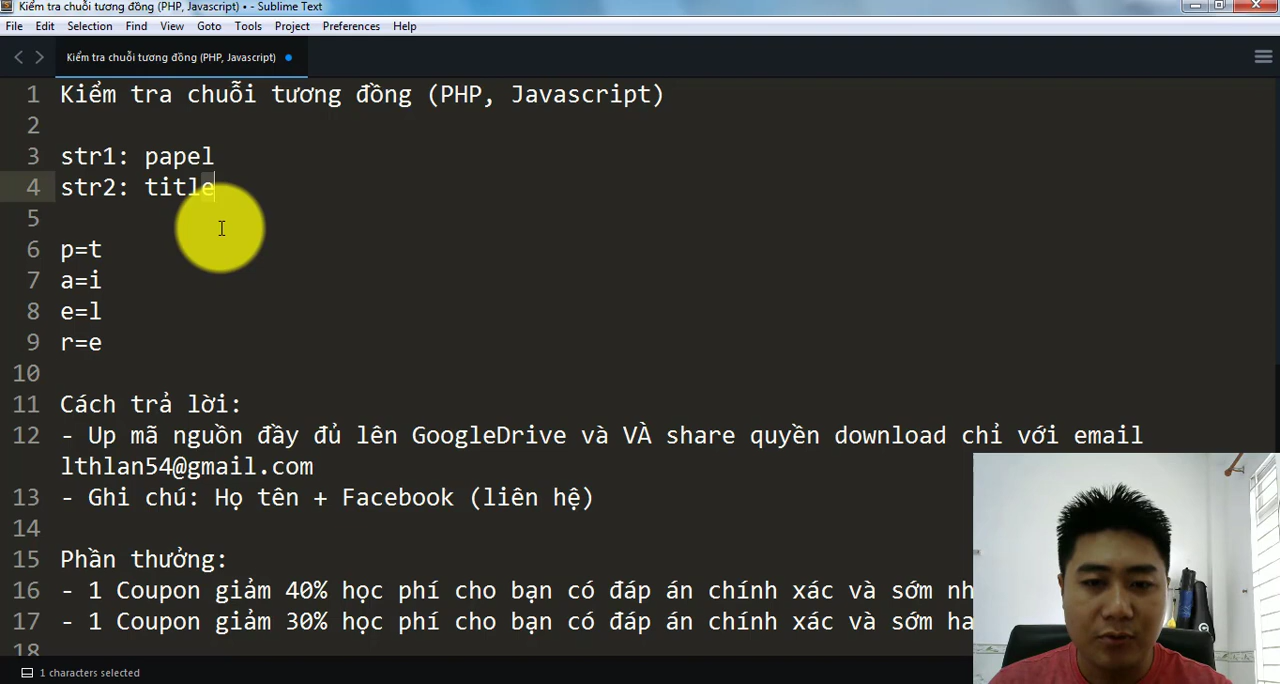 Kiểm tra chuỗi tương đồng (PHP, Javascript) • - Sublime Text
File Edit Selection Find View Goto Tools Project Preferences Help
Kiểm tra chuỗi tương đồng (PHP, Javascript)
1 Kiểm tra chuỗi tương đồng (PHP, Javascript)
2
3 str1: papel
4 str2: title
5
6 p=t
7 a=i
8 e=l
9 r=e
10
11 Cách trả lời:
12 - Up mã nguồn đầy đủ lên GoogleDrive và VÀ share quyền download chỉ với email
lthlan54@gmail.com
13 - Ghi chú: Họ tên + Facebook (liên hệ)
14
15 Phần thưởng:
16 - 1 Coupon giảm 40% học phí cho bạn có đáp án chính xác và sớm
17 - 1 Coupon giảm 30% học phí cho bạn có đáp án chính xác và sớm
18
1 characters selected